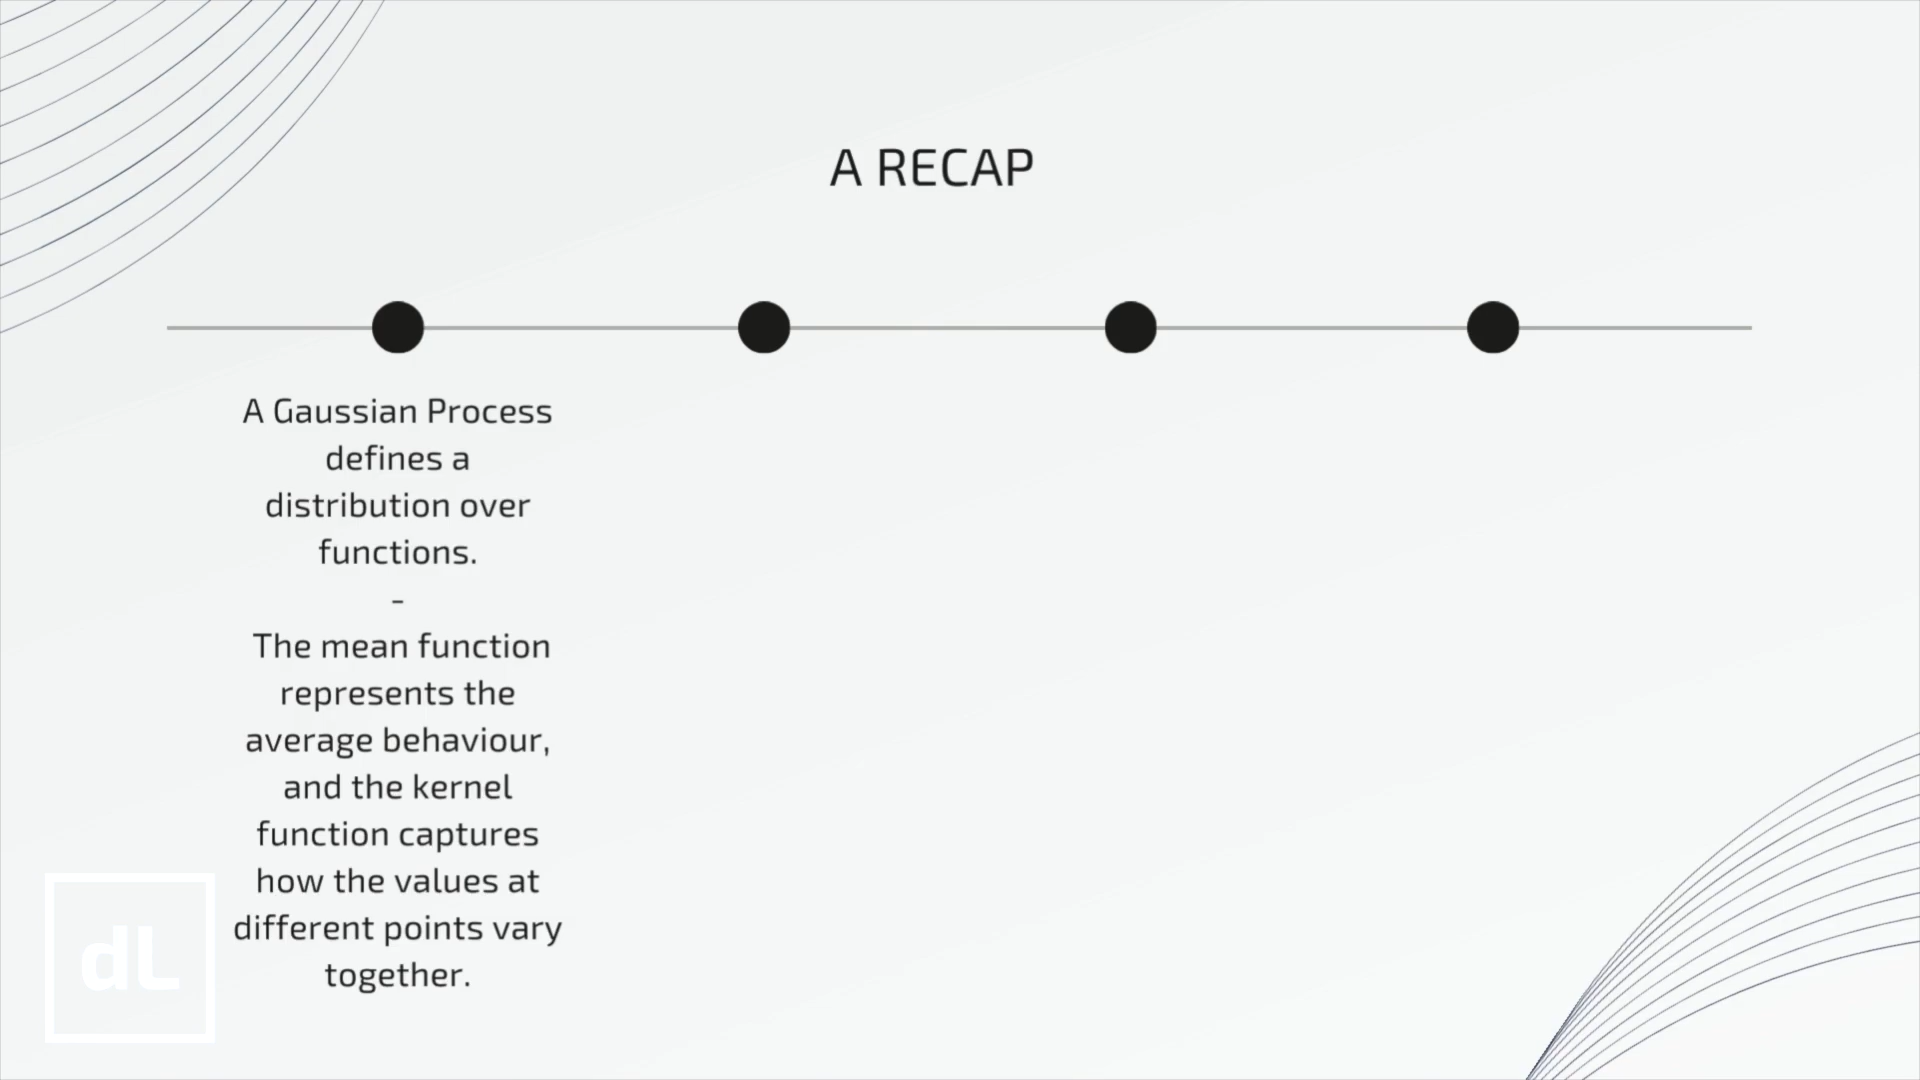 A RECAP
A Gaussian Process
defines a
distribution over
functions.
-
The mean function
represents the
average behaviour,
and the kernel
function captures
how the values at
different points vary
together.
dL